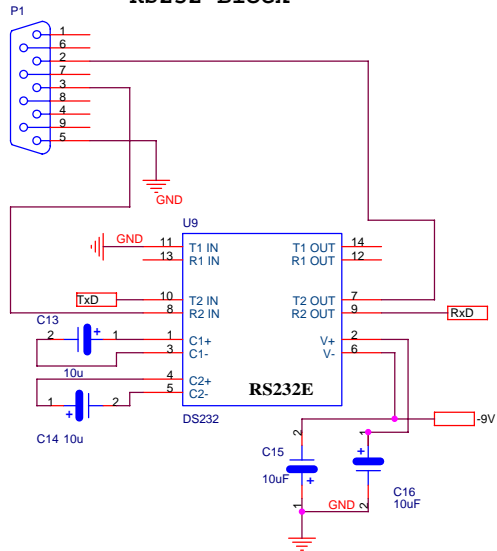 RS232 BLOCK
P1
1
6
2
7
3
8
4
9
5
GND
U9
GND
11 T1 IN T1 OUT 14
13 R1 IN R1 OUT 12
TxD 10 T2 IN T2 OUT 7
8 R2 IN R2 OUT 9 RxD
C13
2 + 1 1 C1+ V+ 2
3 C1- V- 6
10u
4 C2+
1 + 2 5 C2- RS232E
C14 10u
DS232
-9V
2 1
C15 +
10uF +
C16
10uF
1 GND 2